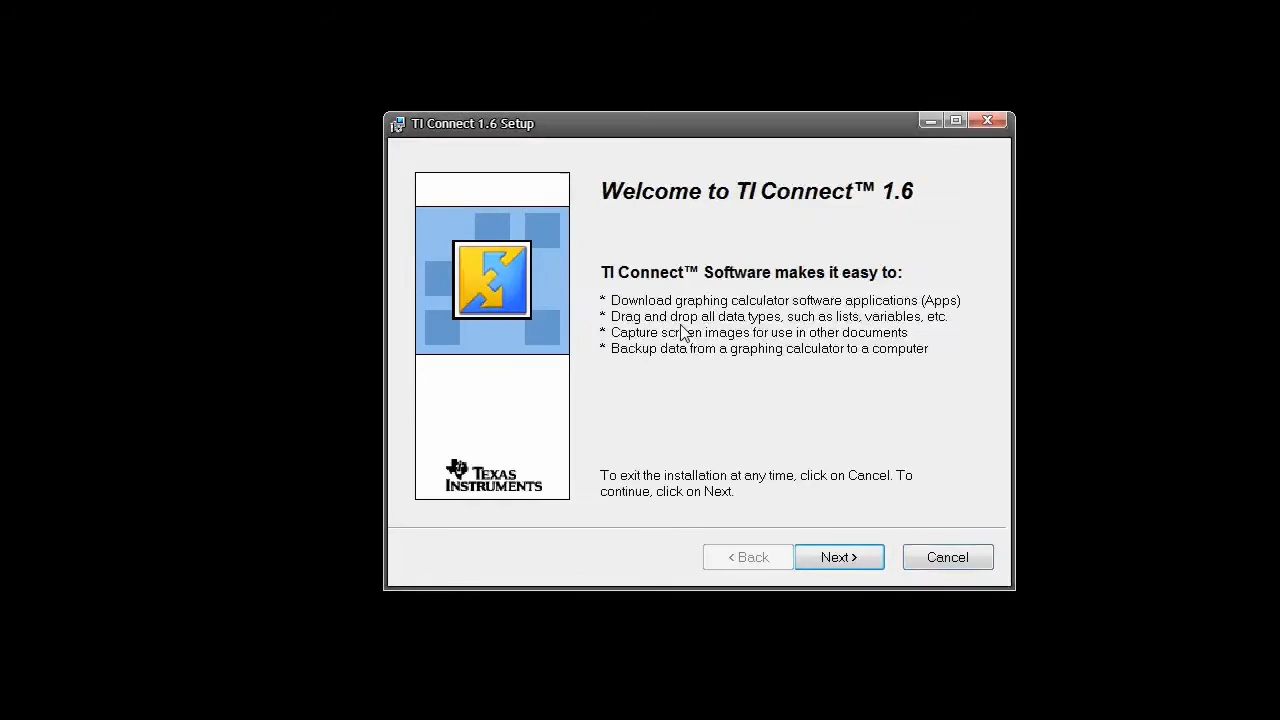 TI Connect 1.6 Setup
Welcome to TI Connect™ 1.6
TI Connect™ Software makes it easy to:
* Download graphing calculator software applications (Apps)
* Drag and drop all data types, such as lists, variables, etc.
* Capture screen images for use in other documents
* Backup data from a graphing calculator to a computer
TEXAS
INSTRUMENTS
To exit the installation at any time, click on Cancel. To
continue, click on Next.
< Back
Next >
Cancel